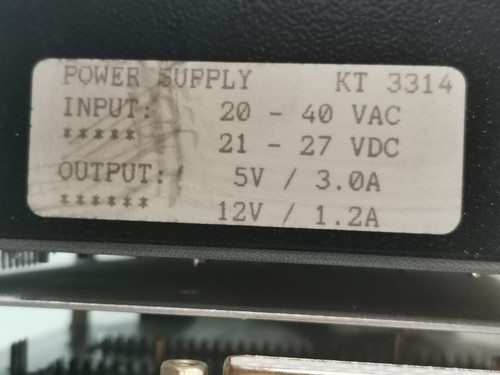 POWER SUPPLY KT 3314
INPUT: 20 - 40 VAC
***** 21 - 27 VDC
OUTPUT: 5V / 3.0A
****** 12V / 1.2A